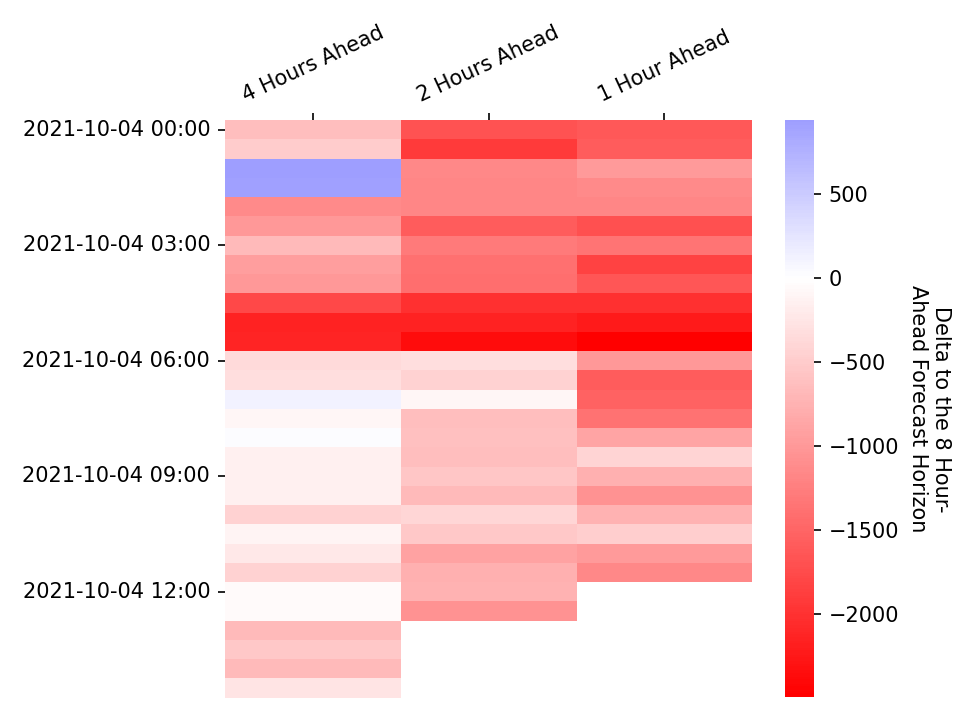 4 Hours Ahead
2 Hours Ahead
1 Hour Ahead
2021-10-04 00:00
2021-10-04 03:00
2021-10-04 06:00
2021-10-04 09:00
2021-10-04 12:00
500
0
−500
−1000
−1500
−2000
Delta to the 8 Hour-
Ahead Forecast Horizon